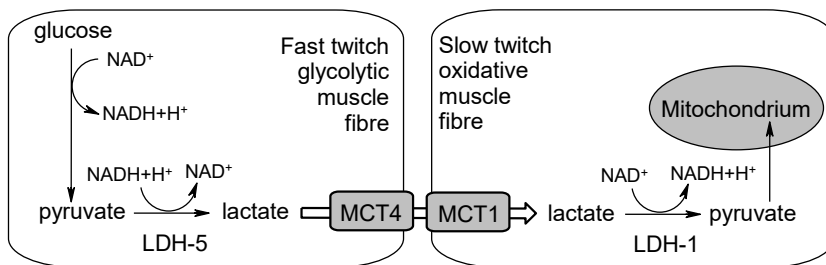 glucose
NAD⁺
NADH+H⁺
NADH+H⁺
NAD⁺
pyruvate
lactate
LDH-5
Fast twitch
glycolytic
muscle
fibre
MCT4
MCT1
Slow twitch
oxidative
muscle
fibre
Mitochondrium
NAD⁺
NADH+H⁺
lactate
pyruvate
LDH-1